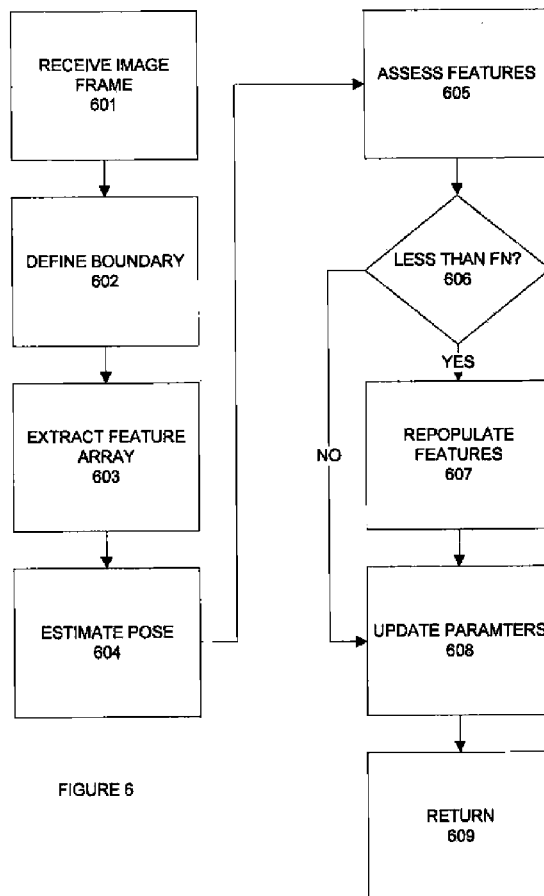 RECEIVE IMAGE
FRAME
601
DEFINE BOUNDARY
602
EXTRACT FEATURE
ARRAY
603
ESTIMATE POSE
604
ASSESS FEATURES
605
LESS THAN FN?
606
YES
NO
REPOPULATE
FEATURES
607
UPDATE PARAMTERS
608
RETURN
609
FIGURE 6